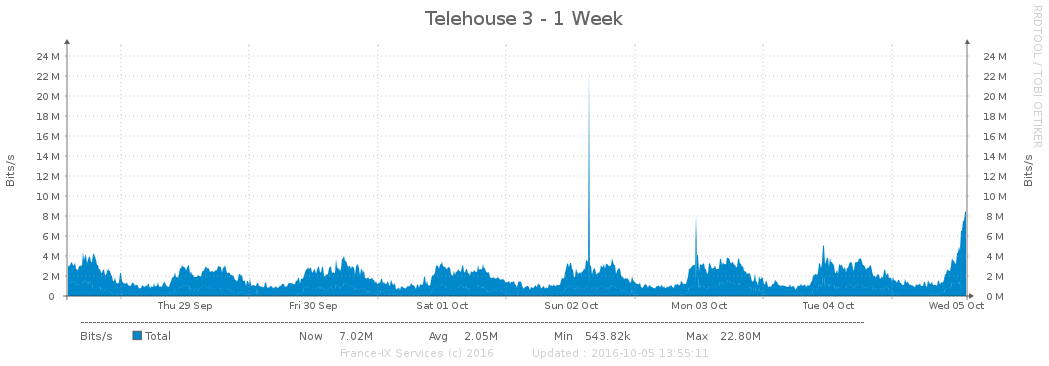 Telehouse 3 - 1 Week
RRDTOOL / TOBI OETIKER
Bits/s
24 M 24 M
22 M 22 M
20 M 20 M
18 M 18 M
16 M 16 M
14 M 14 M
12 M 12 M
10 M 10 M
8 M 8 M
6 M 6 M
4 M 4 M
2 M 2 M
0 0 M
Bits/s
Thu 29 Sep Fri 30 Sep Sat 01 Oct Sun 02 Oct Mon 03 Oct Tue 04 Oct Wed 05 Oct
Bits/s Total Now 7.02M Avg 2.05M Min 543.82k Max 22.80M
France-IX Services (c) 2016 Updated : 2016-10-05 13:55:11